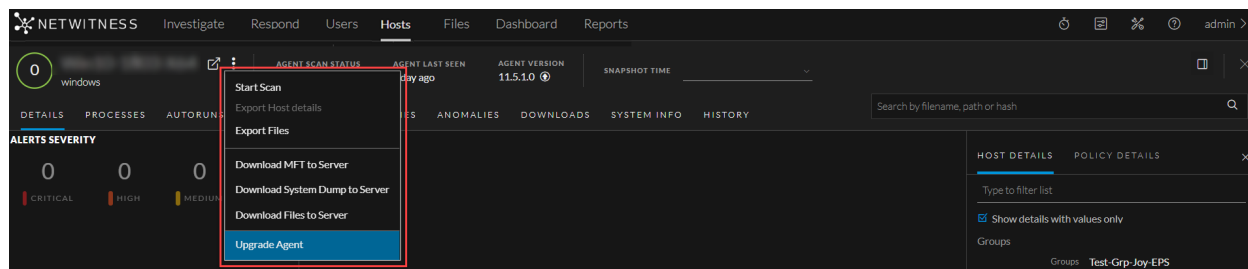 NETWITNESS Investigate Respond Users Hosts Files Dashboard Reports admin
0
windows
AGENT SCAN STATUS AGENT LAST SEEN AGENT VERSION SNAPSHOT TIME
day ago 11.5.1.0
Start Scan
Export Host details
Export Files
Download MFT to Server
Download System Dump to Server
Download Files to Server
Upgrade Agent
DETAILS PROCESSES AUTORUNS ANOMALIES DOWNLOADS SYSTEM INFO HISTORY
Search by filename, path or hash
ALERTS SEVERITY
0 0 0
CRITICAL HIGH MEDIUM
HOST DETAILS POLICY DETAILS
Type to filter list
Show details with values only
Groups
Groups Test-Grp-Joy-EPS